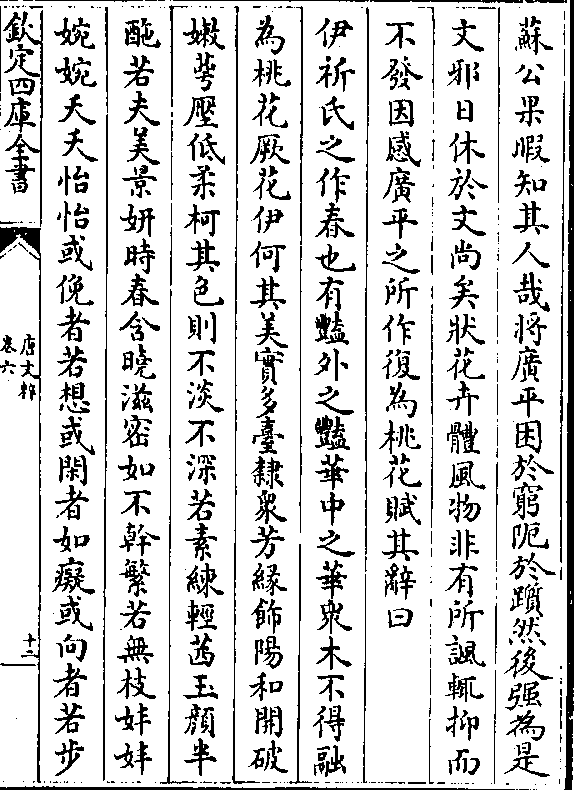 蘇公果暇知其人哉將廣平困於窮阨於躓然後强為是
文邪日休於文尚矣狀花卉體風物非有所諷輒抑而
不發因感廣平之所作復為桃花賦其辭曰
伊祈氏之作春也有豔外之豔華中之華衆木不得融
為桃花厥花伊何其美實多臺隸衆芳緣飾陽和開破
嫩萼壓低柔柯其色則不淡不深若素練輕茜玉顔半
酡若夫美景妍時春含曉滋密如不幹繁若無枝妦妦
婉婉夭夭怡怡或俛者若想或閑者如癡或向者若步
欽定四庫全書
唐文粹
卷六
十二